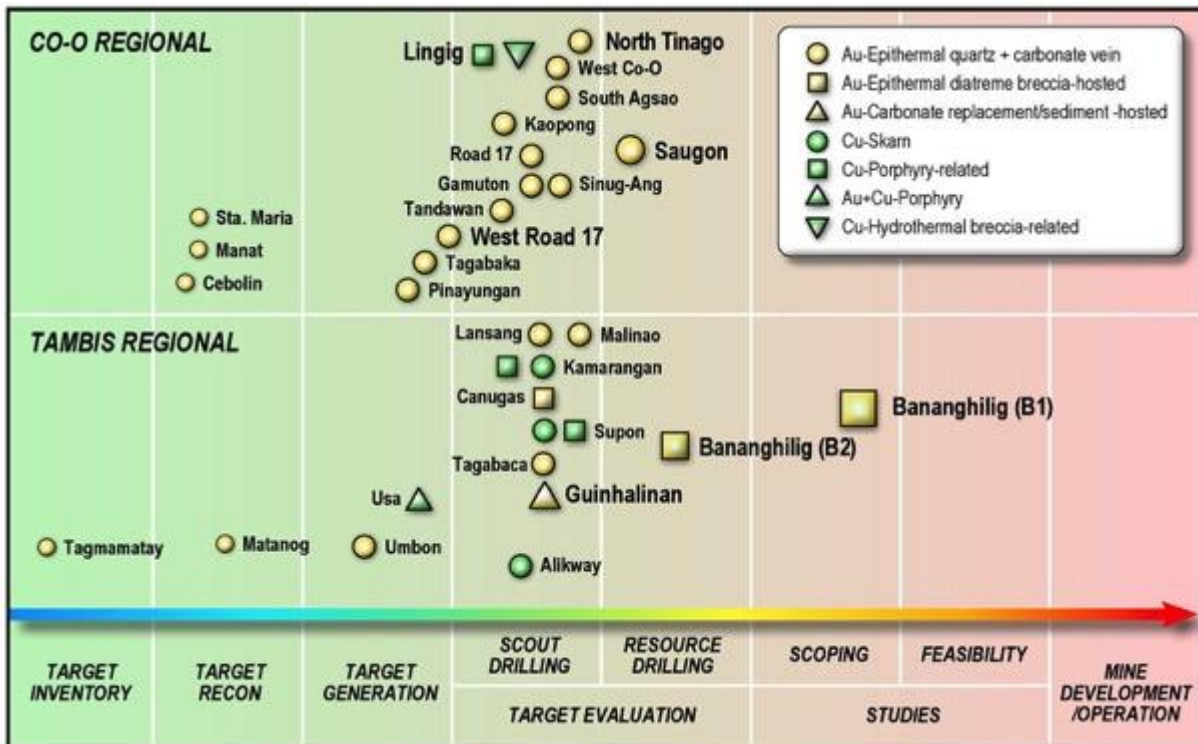 CO-O REGIONAL
Lingig
North Tinago
West Co-O
South Agsao
Kaopong
Road 17
Saugon
Gamuton
Sinug-Ang
Tandawan
Sta. Maria
West Road 17
Manat
Tagabaka
Cebolin
Pinayungan
Au-Epithermal quartz + carbonate vein
Au-Epithermal diatreme breccia-hosted
Au-Carbonate replacement/sediment -hosted
Cu-Skarn
Cu-Porphyry-related
Au+Cu-Porphyry
Cu-Hydrothermal breccia-related
TAMBIS REGIONAL
Lansang
Malinao
Kamarangan
Canugas
Bananghilig (B1)
Supon
Bananghilig (B2)
Tagabaca
Usa
Guinhalinan
Tagmamatay
Matanog
Umbon
Alikway
TARGET
INVENTORY
TARGET
RECON
TARGET
GENERATION
SCOUT
DRILLING
RESOURCE
DRILLING
TARGET EVALUATION
SCOPING
FEASIBILITY
STUDIES
MINE
DEVELOPMENT
/OPERATION